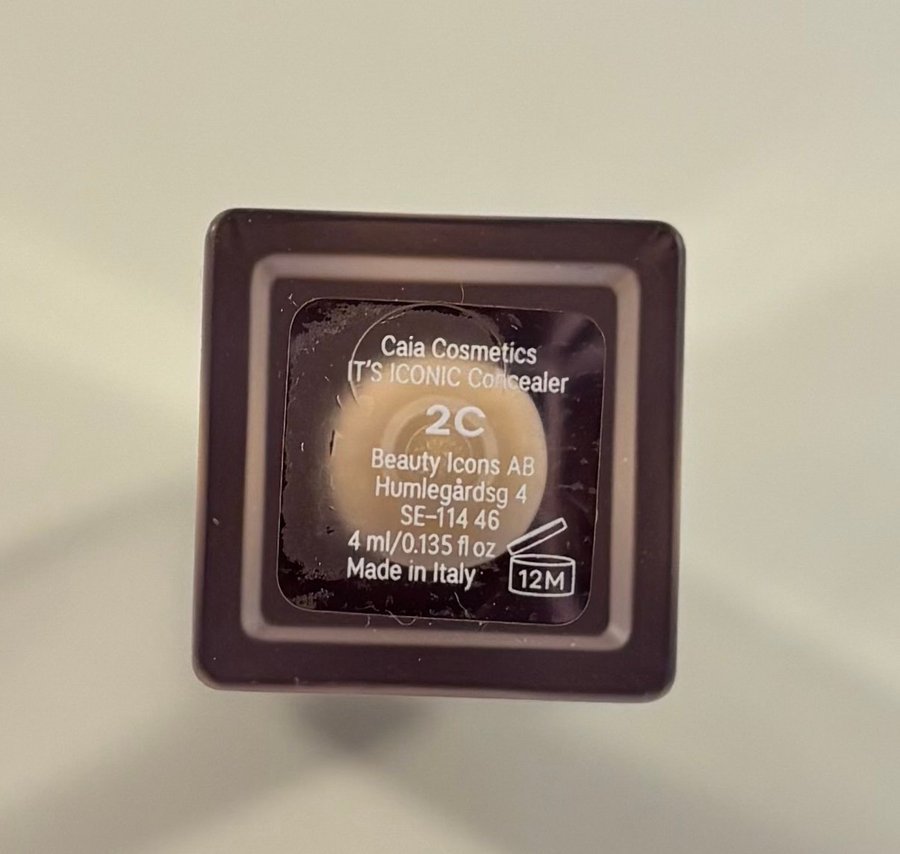 Caia Cosmetics
IT'S ICONIC Concealer
2C
Beauty Icons AB
Humlegårdsg 4
SE-114 46
4 ml/0.135 fl oz
Made in Italy
12M